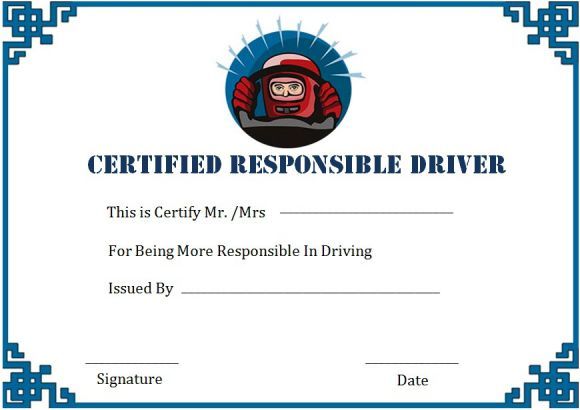 CERTIFIED RESPONSIBLE DRIVER
This is Certify Mr. /Mrs
For Being More Responsible In Driving
Issued By
Signature Date